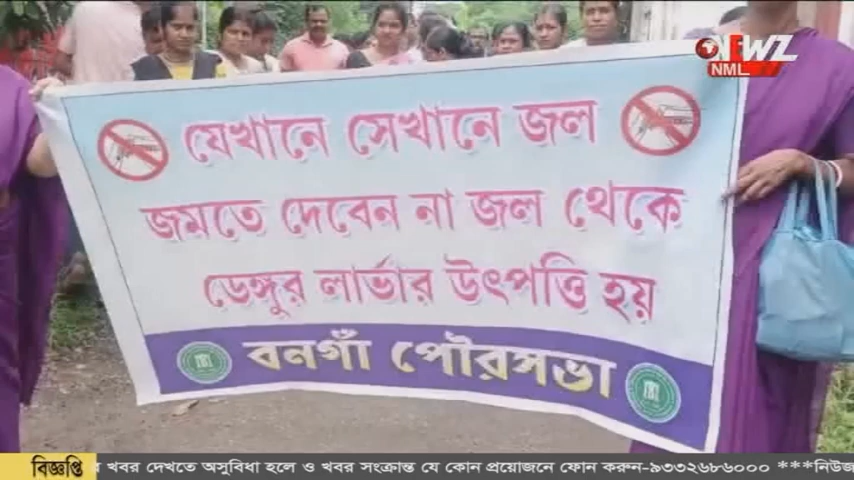 NEWZ
NML
যেখানে সেখানে জল
জমতে দেবেন না জল থেকে
ডেঙ্গুর লার্ভার উৎপত্তি হয়
বনগাঁ পৌরসভা
বিজ্ঞপ্তি
র খবর দেখতে অসুবিধা হলে ও খবর সংক্রান্ত যে কোন প্রয়োজনে ফোন করুন-৯৩৩২৬৮৬০০০ ***নিউজ